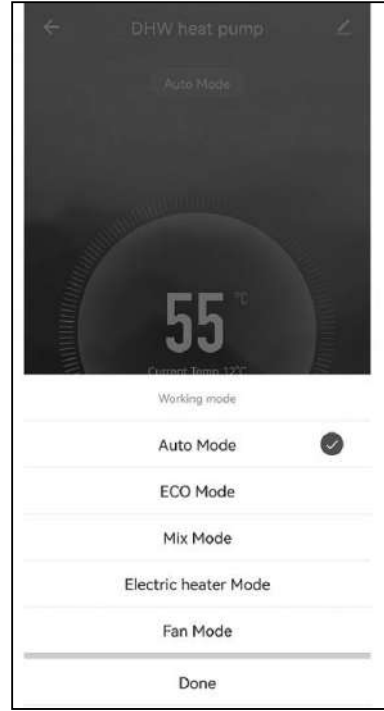 DHW heat pump
Auto Mode
55 °C
Current Temp 12℃
Working mode
Auto Mode
ECO Mode
Mix Mode
Electric heater Mode
Fan Mode
Done